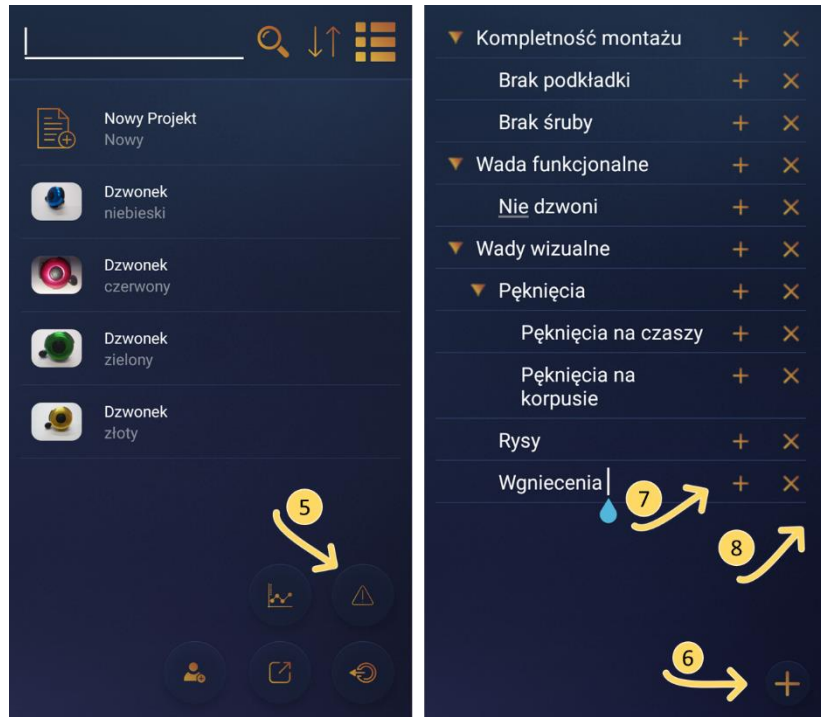 Nowy Projekt
Nowy
Dzwonek
niebieski
Dzwonek
czerwony
Dzwonek
zielony
Dzwonek
złoty
5
Kompletność montażu
Brak podkładki
Brak śruby
Wada funkcjonalne
Nie dzwoni
Wady wizualne
Pęknięcia
Pęknięcia na czaszy
Pęknięcia na
korpusie
Rysy
Wgniecenia
7
8
6